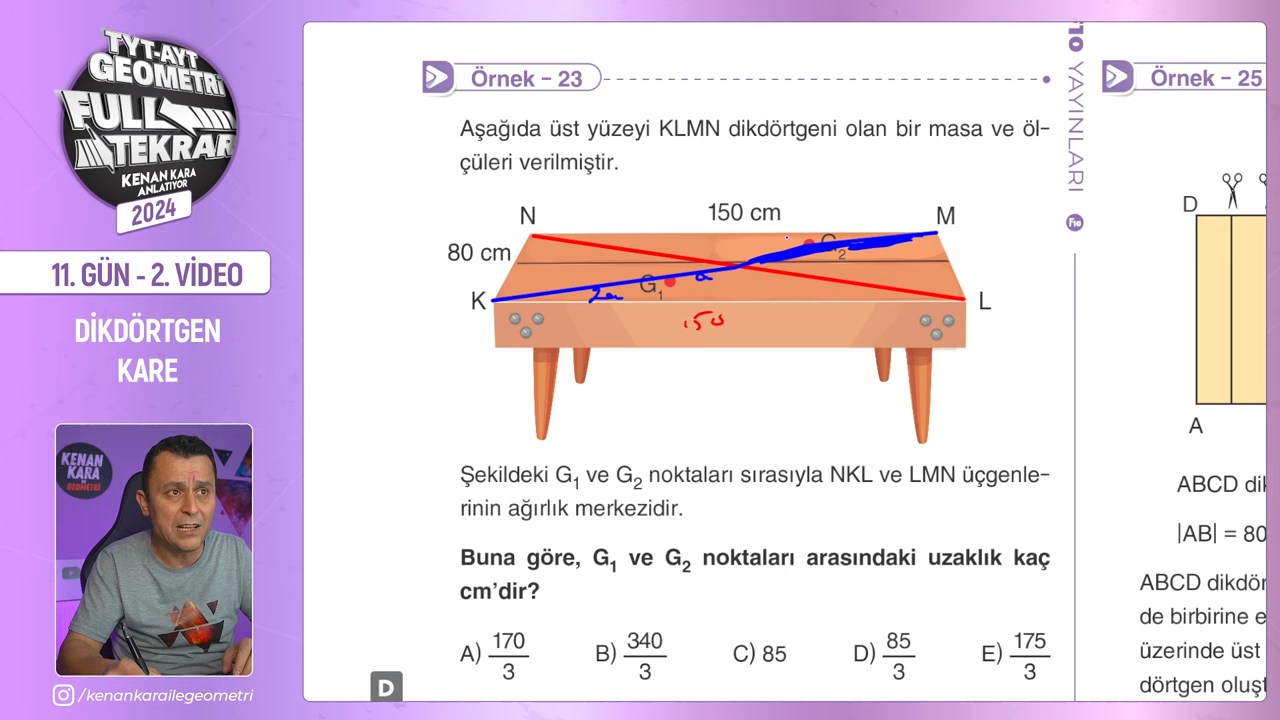 TYT-AYT
GEOMETRİ
FULL
TEKRAR
KENAN KARA
ANLATIYOR
2024
11. GÜN - 2. VİDEO
DİKDÖRTGEN
KARE
KENAN
KARA
GEOMETRİ
/kenankarailegeometri
Örnek – 23
Aşağıda üst yüzeyi KLMN dikdörtgeni olan bir masa ve öl–
çüleri verilmiştir.
N 150 cm M
80 cm
G2
G1
2a a
K L
150
Şekildeki G1 ve G2 noktaları sırasıyla NKL ve LMN üçgenle–
rinin ağırlık merkezidir.
Buna göre, G1 ve G2 noktaları arasındaki uzaklık kaç
cm'dir?
A) 170/3 B) 340/3 C) 85 D) 85/3 E) 175/3
D
F10 YAYINLARI
F10
Örnek – 25
D
A
ABCD dik
|AB| = 80
ABCD dikdör
de birbirine e
üzerinde üst
dörtgen oluşt